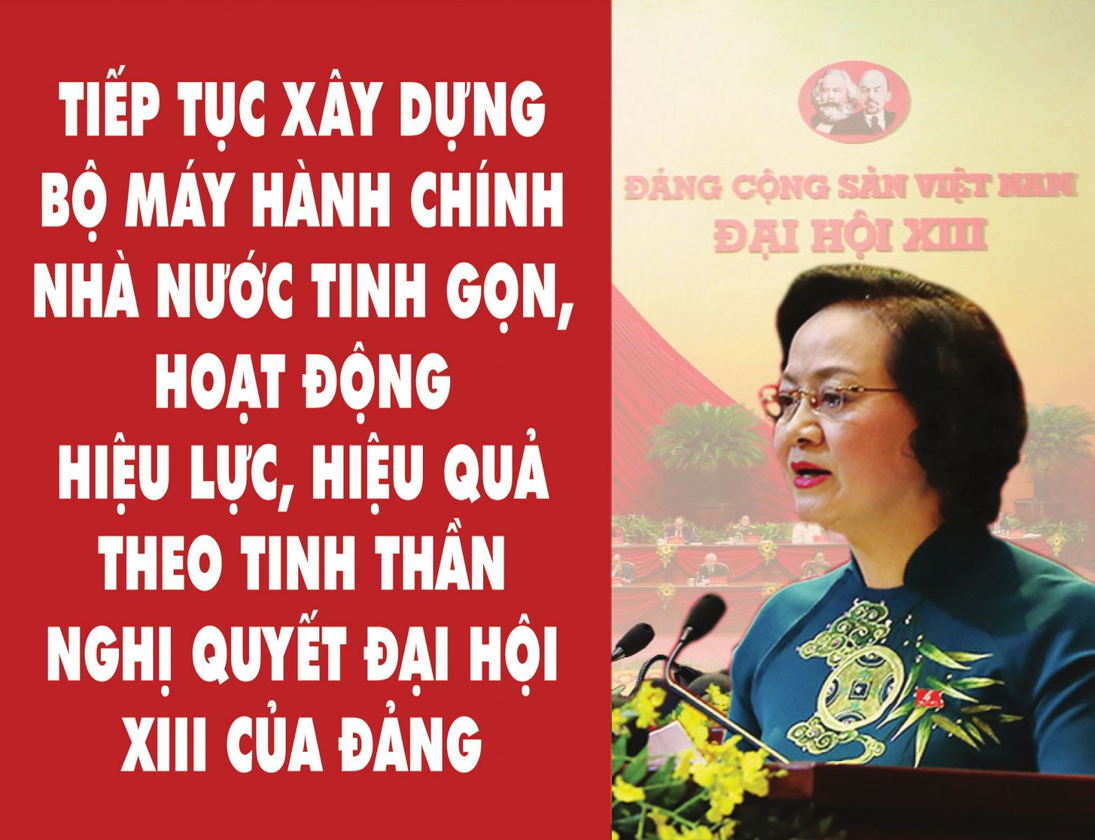 TIẾP TỤC XÂY DỰNG
BỘ MÁY HÀNH CHÍNH
NHÀ NƯỚC TINH GỌN,
HOẠT ĐỘNG
HIỆU LỰC, HIỆU QUẢ
THEO TINH THẦN
NGHỊ QUYẾT ĐẠI HỘI
XIII CỦA ĐẢNG
ĐẢNG CỘNG SẢN VIỆT NAM
ĐẠI HỘI XIII